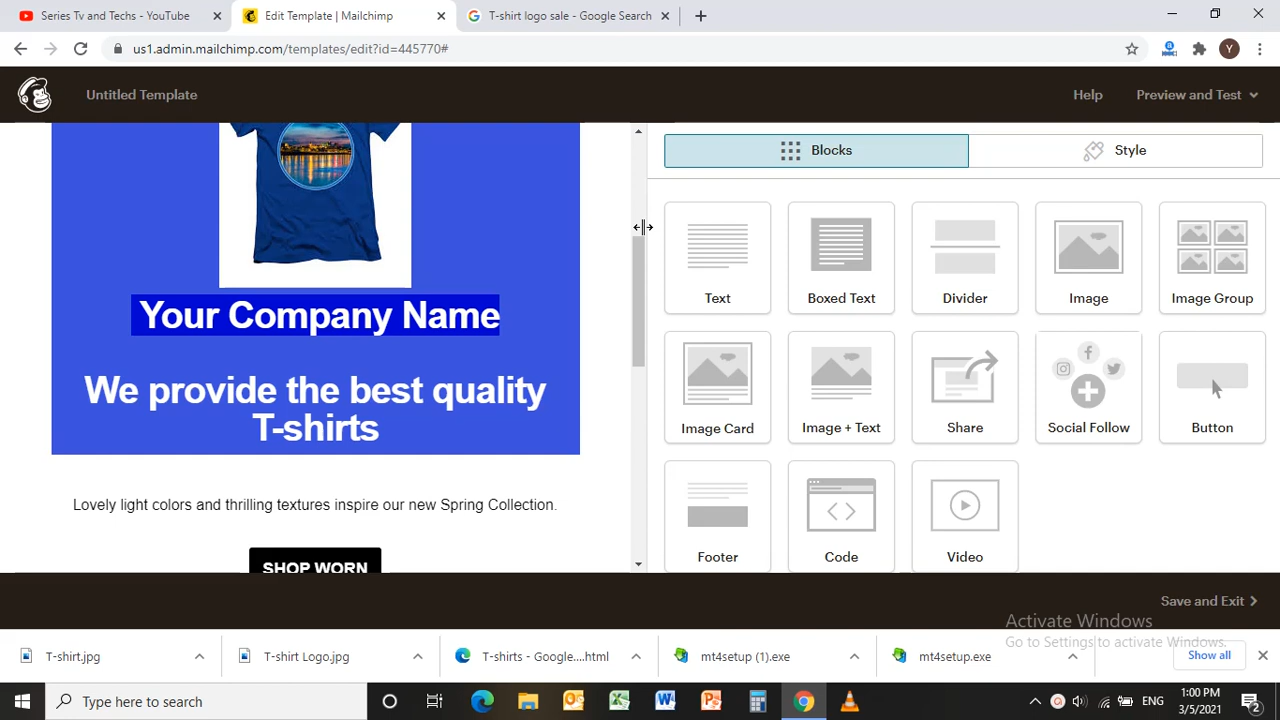 Series Tv and Techs - YouTube
Edit Template | Mailchimp
T-shirt logo sale - Google Search
us1.admin.mailchimp.com/templates/edit?id=445770#
Y
Untitled Template
Help
Preview and Test
Blocks
Style
Your Company Name
We provide the best quality
T-shirts
Lovely light colors and thrilling textures inspire our new Spring Collection.
SHOP WORN
Text
Boxed Text
Divider
Image
Image Group
Image Card
Image + Text
Share
Social Follow
Button
Footer
Code
Video
Save and Exit
Activate Windows
Go to Settings to activate Windows.
T-shirt.jpg
T-shirt Logo.jpg
T-shirts - Google....html
mt4setup (1).exe
mt4setup.exe
Show all
Type here to search
ENG
1:00 PM
3/5/2021
2